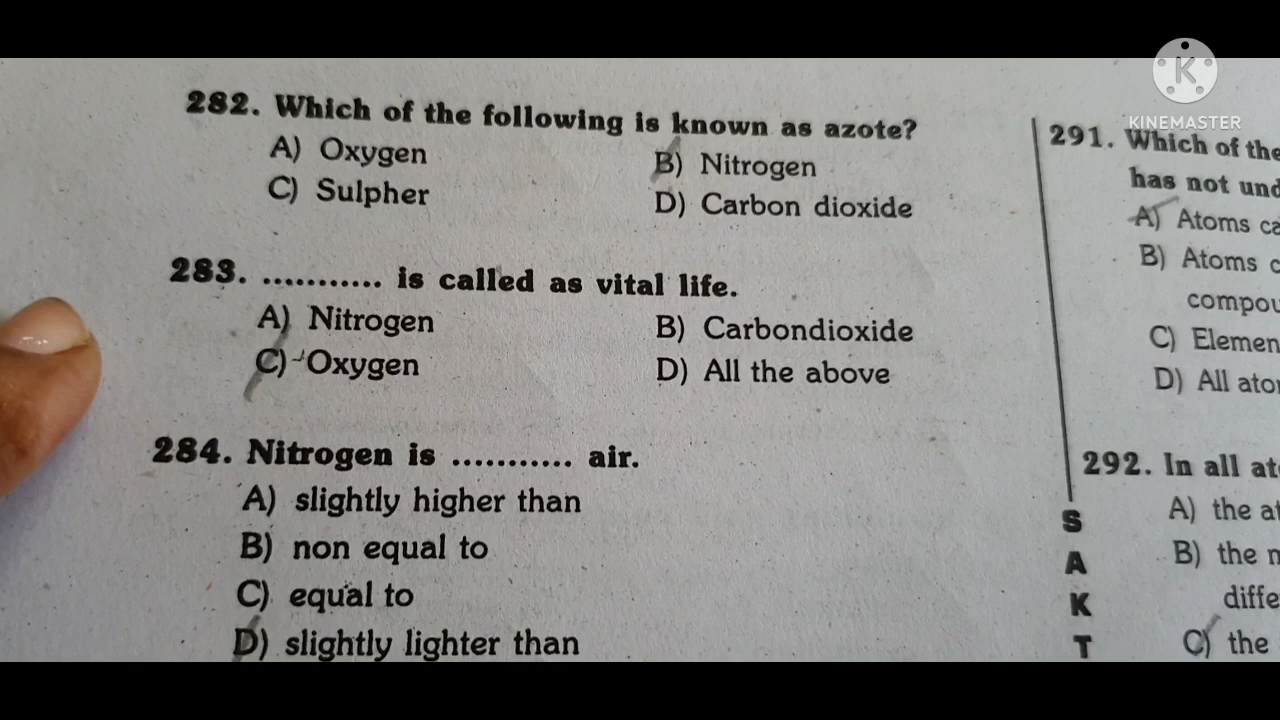 282. Which of the following is known as azote?
A) Oxygen B) Nitrogen
C) Sulpher D) Carbon dioxide
283. ........... is called as vital life.
A) Nitrogen B) Carbondioxide
C) Oxygen D) All the above
284. Nitrogen is ........... air.
A) slightly higher than
B) non equal to
C) equal to
D) slightly lighter than
K
KINEMASTER
291. Which of the
has not und
A) Atoms ca
B) Atoms c
compou
C) Elemen
D) All ato
292. In all at
A) the at
B) the m
diffe
C) the
S
A
K
T